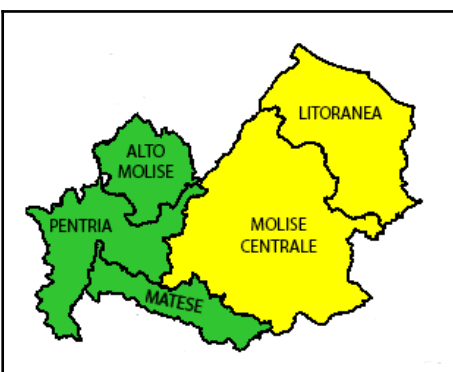 LITORANEA
ALTO
MOLISE
PENTRIA
MOLISE
CENTRALE
MATESE